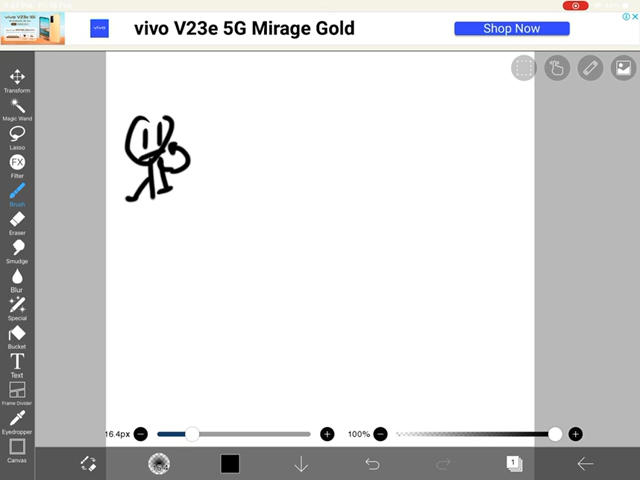 vivo V23e 5G Mirage Gold
Shop Now
Transform
Magic Wand
Lasso
FX
Filter
Brush
Eraser
Smudge
Blur
Special
Bucket
T
Text
Frame Divider
Eyedropper
Canvas
16.4px
100%
1